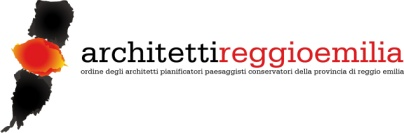 architettireggioemilia
ordine degli architetti pianificatori paesaggisti conservatori della provincia di reggio emilia